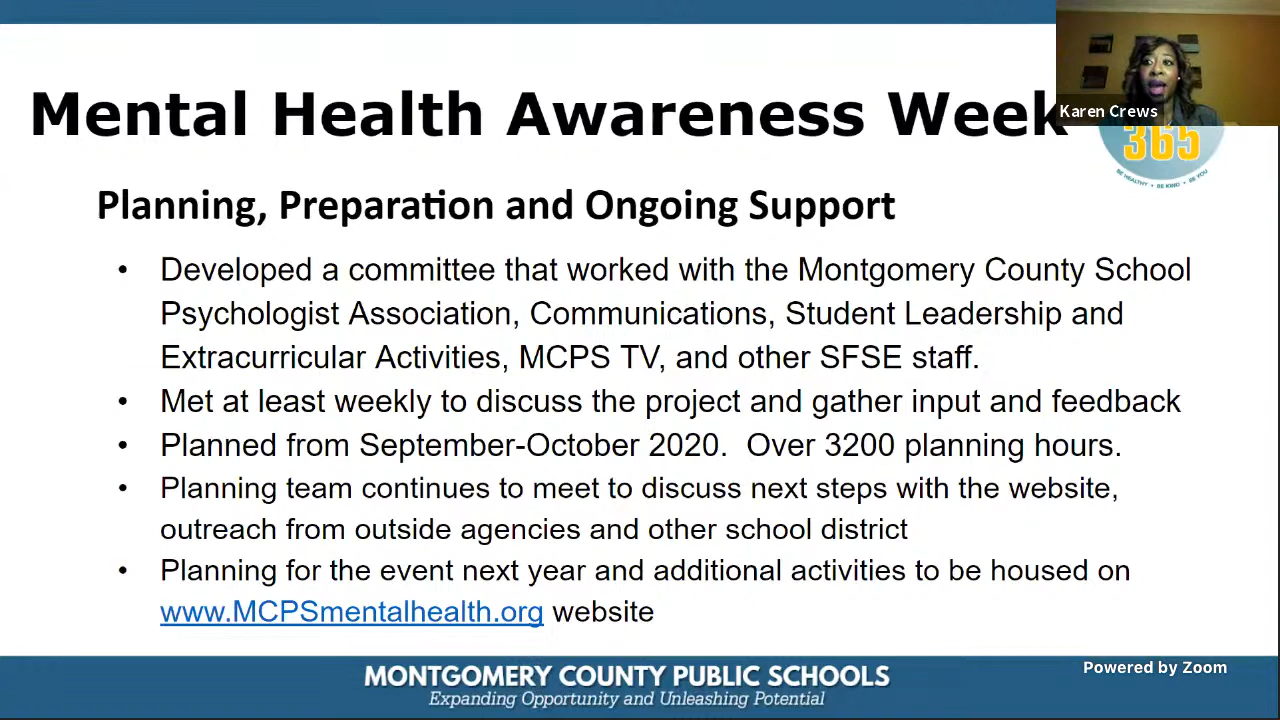 Mental Health Awareness Week
Karen Crews
365
BE HEALTHY • BE KIND • BE YOU
Planning, Preparation and Ongoing Support
• Developed a committee that worked with the Montgomery County School
Psychologist Association, Communications, Student Leadership and
Extracurricular Activities, MCPS TV, and other SFSE staff.
• Met at least weekly to discuss the project and gather input and feedback
• Planned from September-October 2020.  Over 3200 planning hours.
• Planning team continues to meet to discuss next steps with the website,
outreach from outside agencies and other school district
• Planning for the event next year and additional activities to be housed on
www.MCPSmentalhealth.org website
MONTGOMERY COUNTY PUBLIC SCHOOLS
Expanding Opportunity and Unleashing Potential
Powered by Zoom